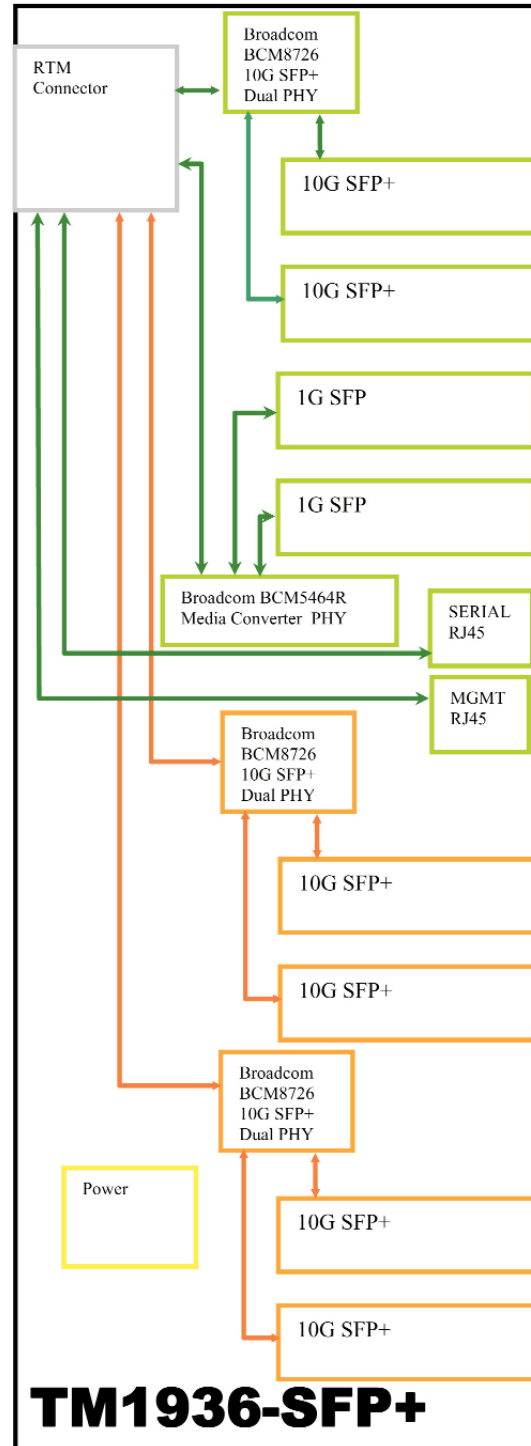 RTM
Connector
Broadcom
BCM8726
10G SFP+
Dual PHY
10G SFP+
10G SFP+
1G SFP
1G SFP
Broadcom BCM5464R
Media Converter PHY
SERIAL
RJ45
MGMT
RJ45
Broadcom
BCM8726
10G SFP+
Dual PHY
10G SFP+
10G SFP+
Broadcom
BCM8726
10G SFP+
Dual PHY
Power
10G SFP+
10G SFP+
TM1936-SFP+